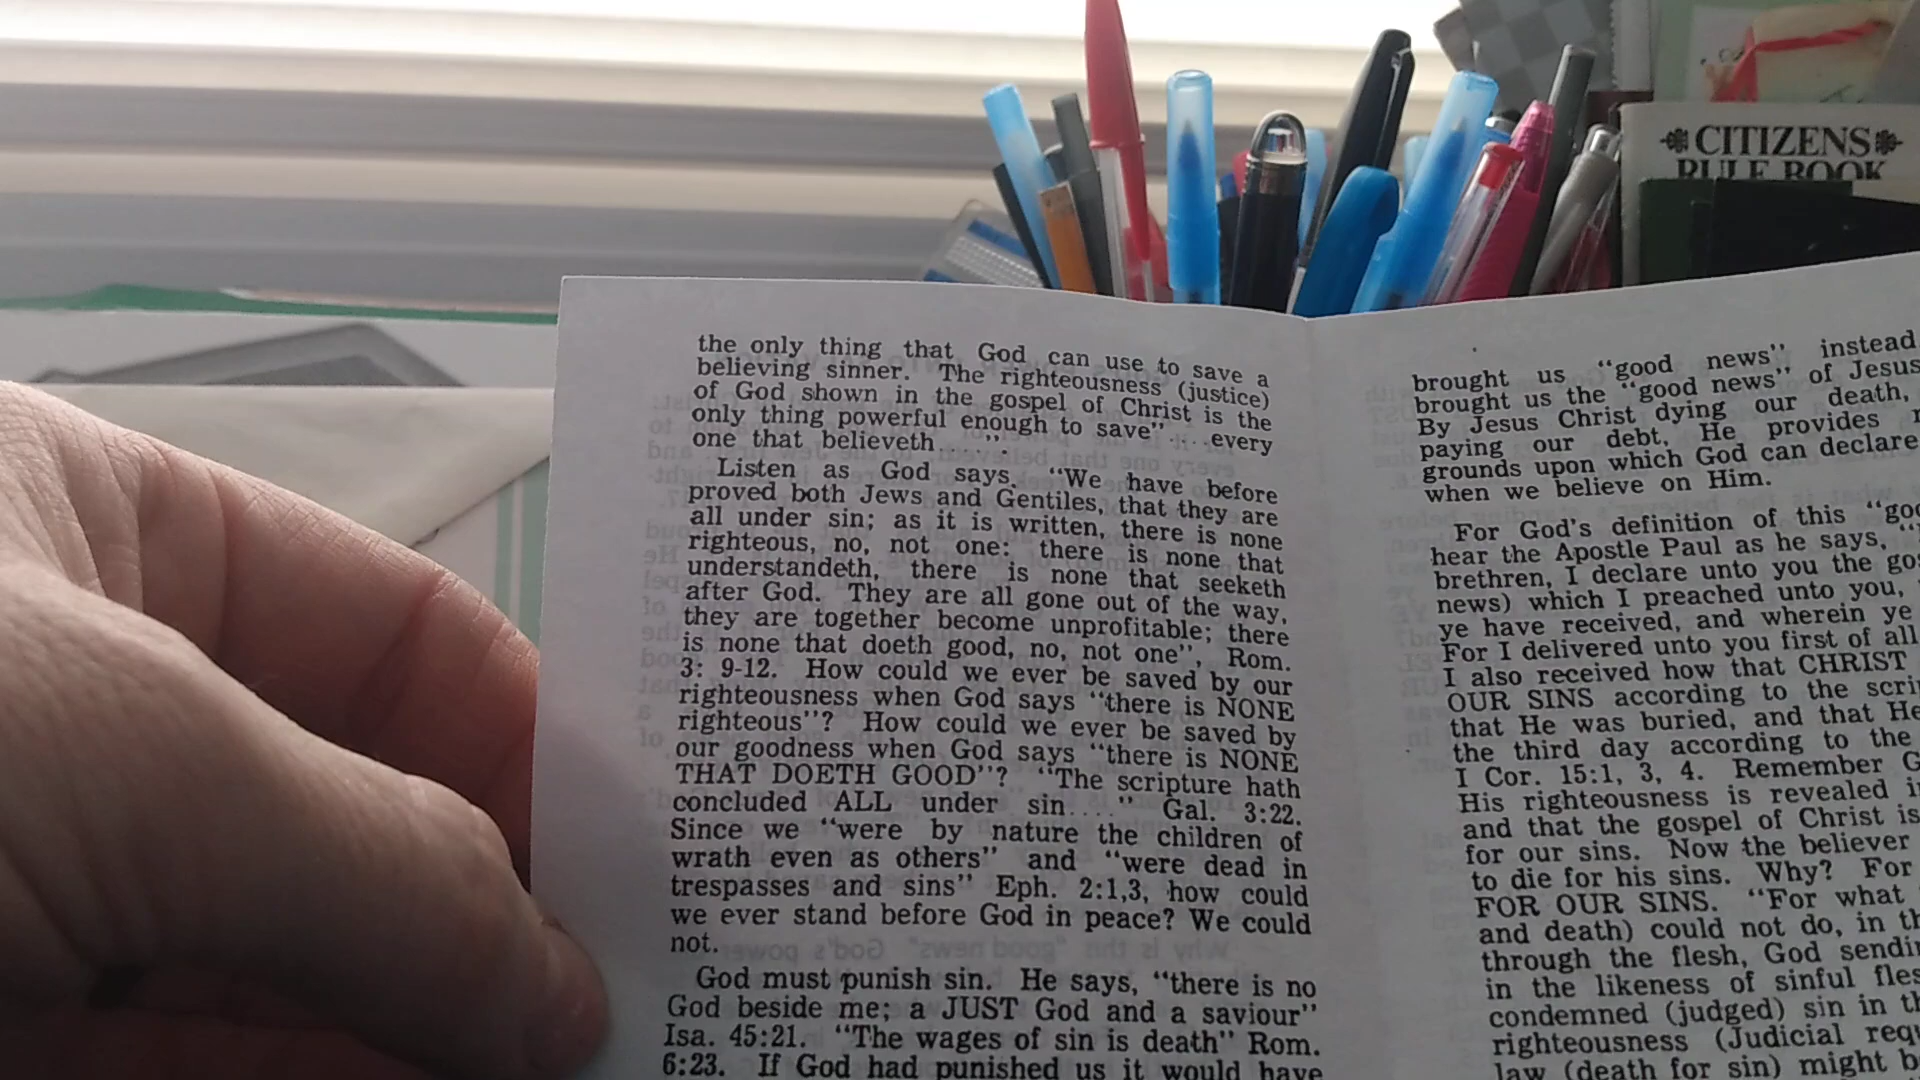 CITIZENS
RULE BOOK
the only thing that God can use to save a
believing sinner. The righteousness (justice)
of God shown in the gospel of Christ is the
only thing powerful enough to save" ... every
one that believeth . . . ."
Listen as God says, "We have before
proved both Jews and Gentiles, that they are
all under sin; as it is written, there is none
righteous, no, not one: there is none that
understandeth, there is none that seeketh
after God. They are all gone out of the way,
they are together become unprofitable; there
is none that doeth good, no, not one", Rom.
3: 9-12. How could we ever be saved by our
righteousness when God says "there is NONE
righteous"? How could we ever be saved by
our goodness when God says "there is NONE
THAT DOETH GOOD"? "The scripture hath
concluded ALL under sin . . . ." Gal. 3:22.
Since we "were by nature the children of
wrath even as others" and "were dead in
trespasses and sins" Eph. 2:1,3, how could
we ever stand before God in peace? We could
not.
God must punish sin. He says, "there is no
God beside me; a JUST God and a saviour"
Isa. 45:21. "The wages of sin is death" Rom.
6:23. If God had punished us it would have
brought us "good news" instead
brought us the "good news" of Jesus
By Jesus Christ dying our death,
paying our debt, He provides
grounds upon which God can declare
when we believe on Him.
For God's definition of this
hear the Apostle Paul as he says,
brethren, I declare unto you the
news) which I preached unto you,
ye have received, and wherein ye
For I delivered unto you first of all
I also received how that CHRIST
OUR SINS according to the
that He was buried, and that He
the third day according to the
I Cor. 15:1, 3, 4. Remember
His righteousness is revealed
and that the gospel of Christ is
for our sins. Now the believer
to die for his sins. Why? For
FOR OUR SINS. "For what
and death) could not do, in
through the flesh, God
in the likeness of sinful
condemned (judged) sin in
righteousness (Judicial
law (death for sin) might